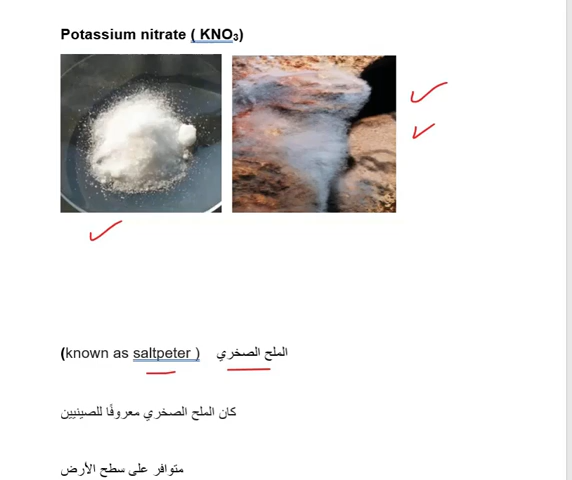 Potassium nitrate ( KNO₃)
(known as saltpeter ) الملح الصخري
كان الملح الصخري معروفًا للصينيين
متوافر على سطح الأرض